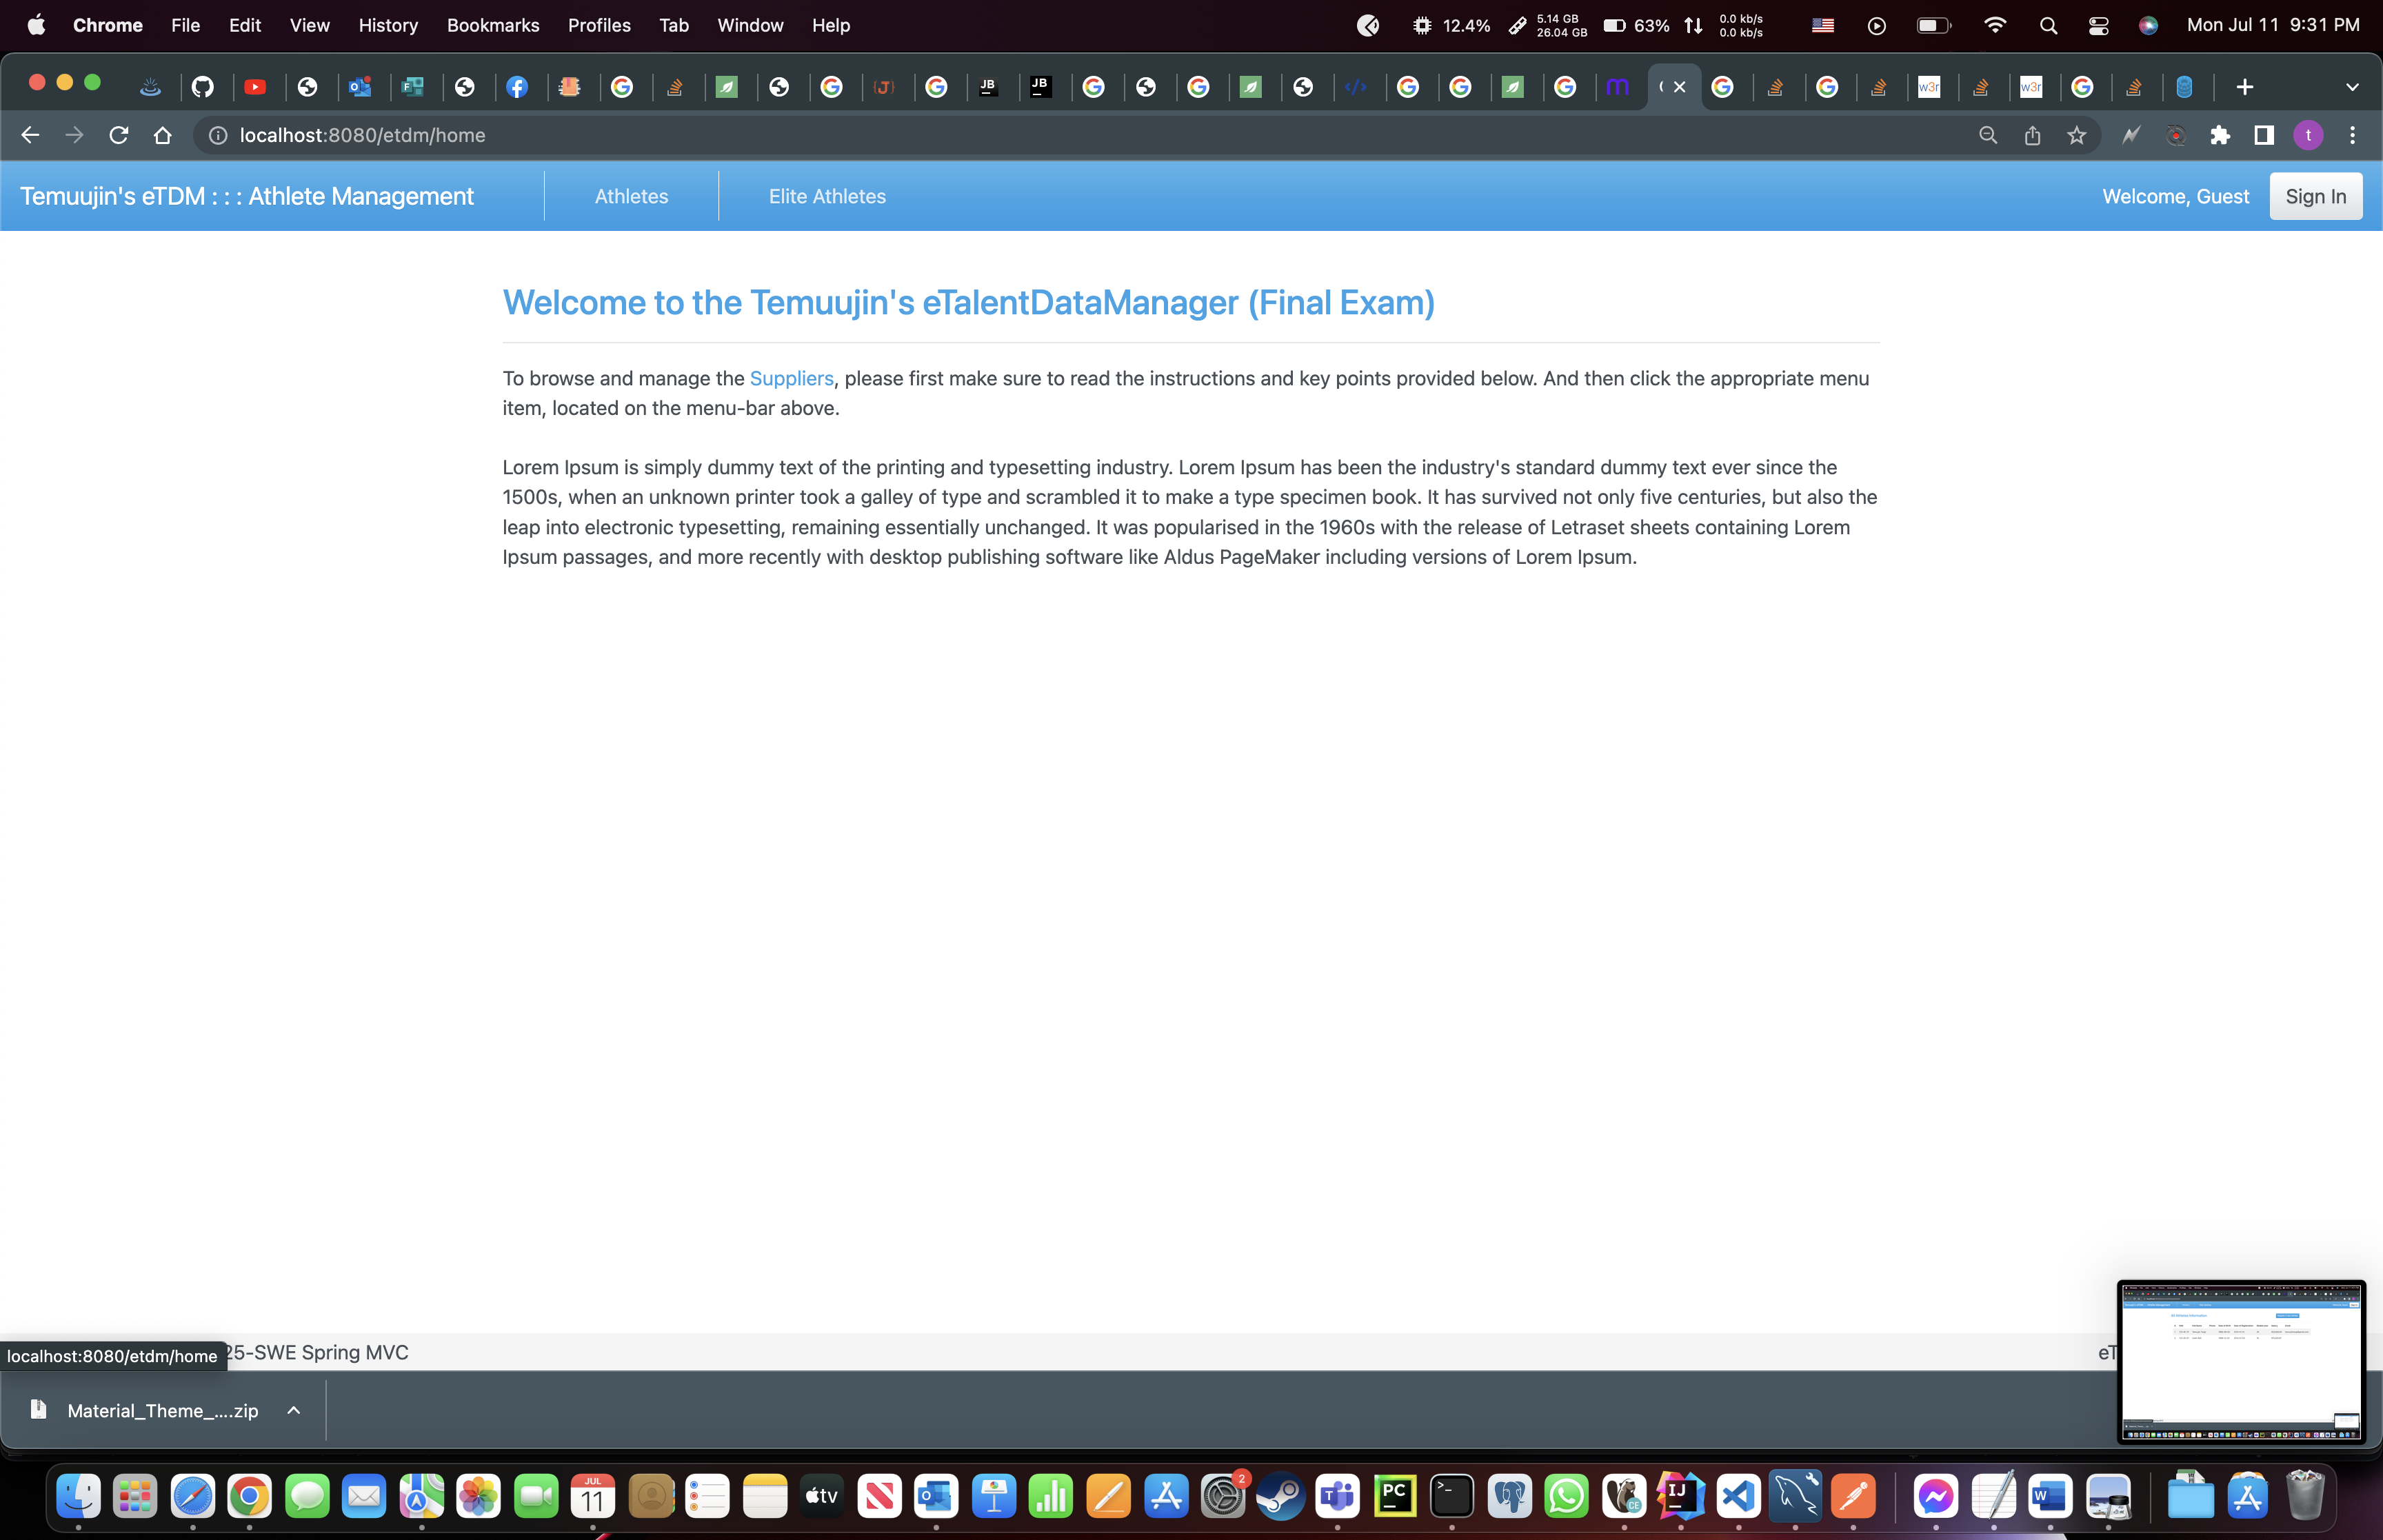 Chrome File Edit View History Bookmarks Profiles Tab Window Help
12.4% 5.14 GB 26.04 GB 63% 0.0 kb/s 0.0 kb/s Mon Jul 11 9:31 PM
localhost:8080/etdm/home
Temuujin's eTDM : : : Athlete Management Athletes Elite Athletes Welcome, Guest Sign In
Welcome to the Temuujin's eTalentDataManager (Final Exam)
To browse and manage the Suppliers, please first make sure to read the instructions and key points provided below. And then click the appropriate menu
item, located on the menu-bar above.
Lorem Ipsum is simply dummy text of the printing and typesetting industry. Lorem Ipsum has been the industry's standard dummy text ever since the
1500s, when an unknown printer took a galley of type and scrambled it to make a type specimen book. It has survived not only five centuries, but also the
leap into electronic typesetting, remaining essentially unchanged. It was popularised in the 1960s with the release of Letraset sheets containing Lorem
Ipsum passages, and more recently with desktop publishing software like Aldus PageMaker including versions of Lorem Ipsum.
localhost:8080/etdm/home 25-SWE Spring MVC eT
Material_Theme_....zip
JUL
11
tv
2
PC
IJ
CE